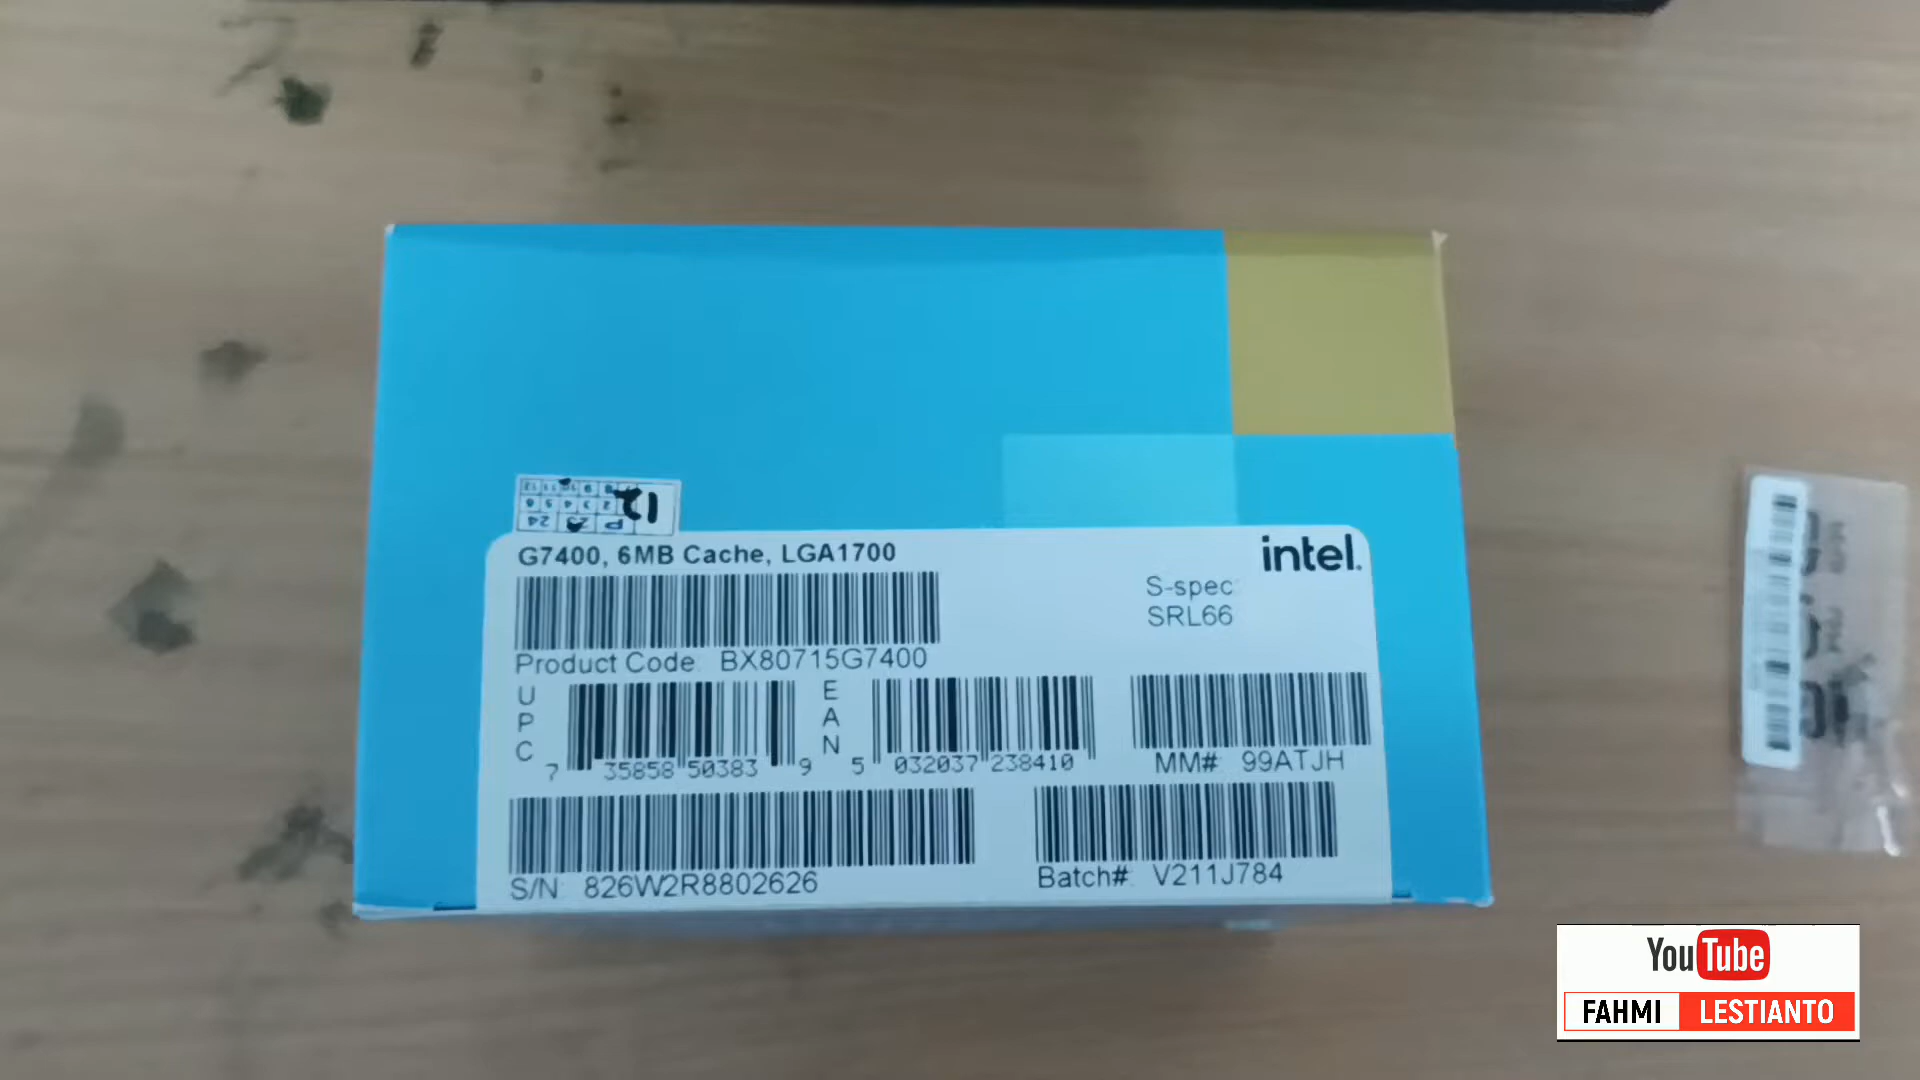 12
G7400, 6MB Cache, LGA1700
intel.
S-spec:
SRL66
Product Code: BX80715G7400
UPC
7 35858 50383 9
EAN
5 032037 238410
MM# 99ATJH
S/N: 826W2R8802626
Batch#: V211J784
YouTube
FAHMI LESTIANTO